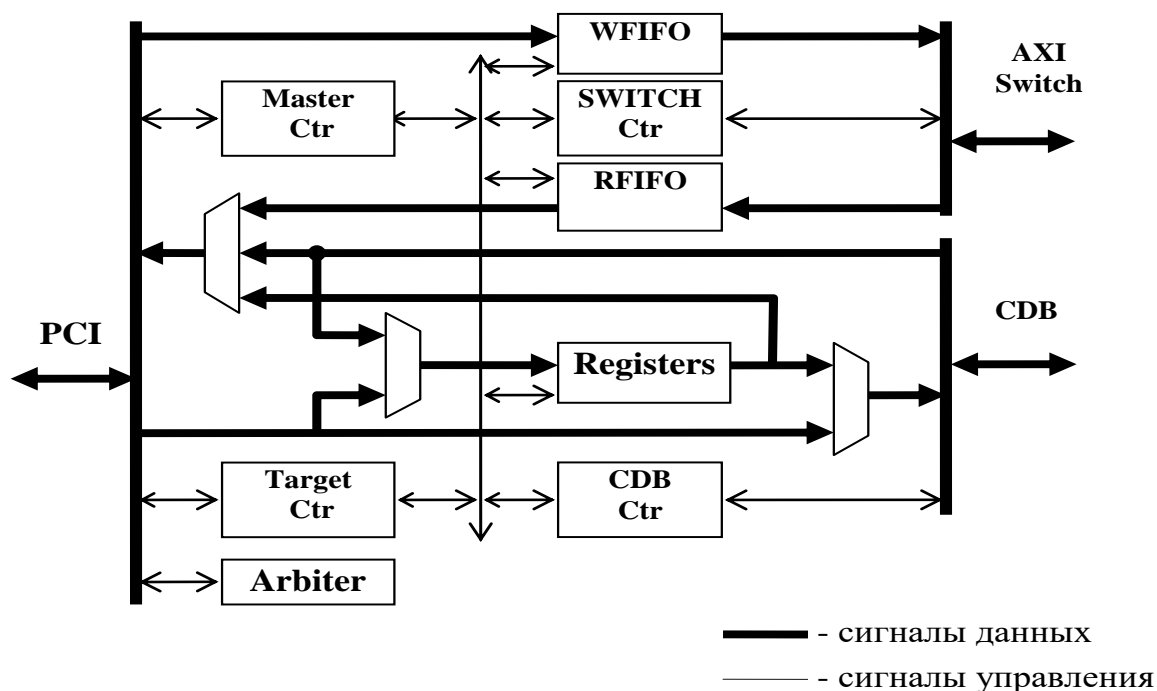 WFIFO
AXI
Switch
Master
Ctr
SWITCH
Ctr
RFIFO
PCI
CDB
Registers
Target
Ctr
CDB
Ctr
Arbiter
- сигналы данных
- сигналы управления